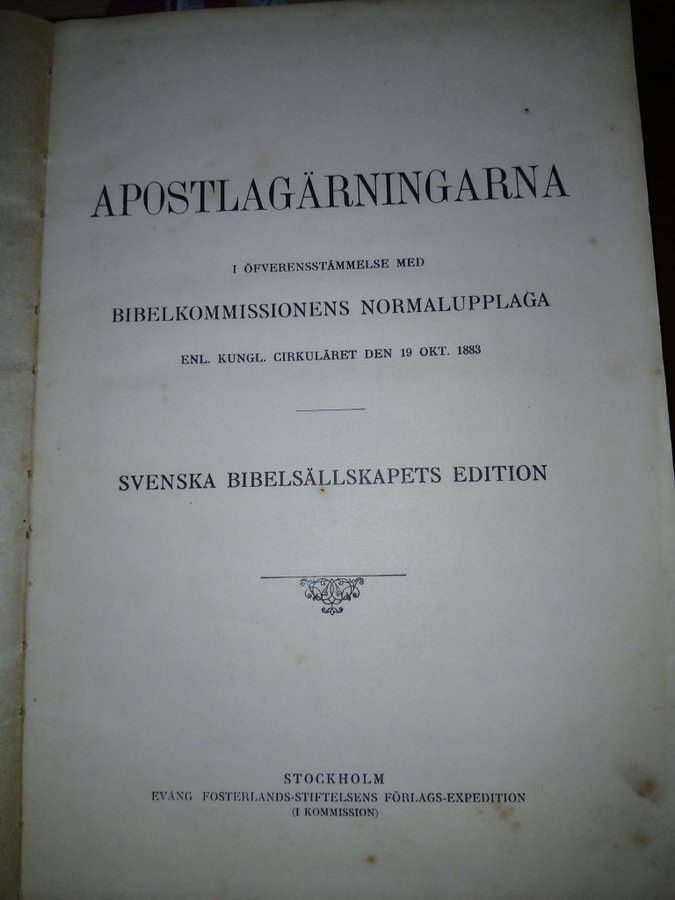 APOSTLAGÄRNINGARNA
I ÖFVERENSSTÄMMELSE MED
BIBELKOMMISSIONENS NORMALUPPLAGA
ENL. KUNGL. CIRKULÄRET DEN 19 OKT. 1883
SVENSKA BIBELSÄLLSKAPETS EDITION
STOCKHOLM
EVANG FOSTERLANDS-STIFTELSENS FÖRLAGS-EXPEDITION
(I KOMMISSION)